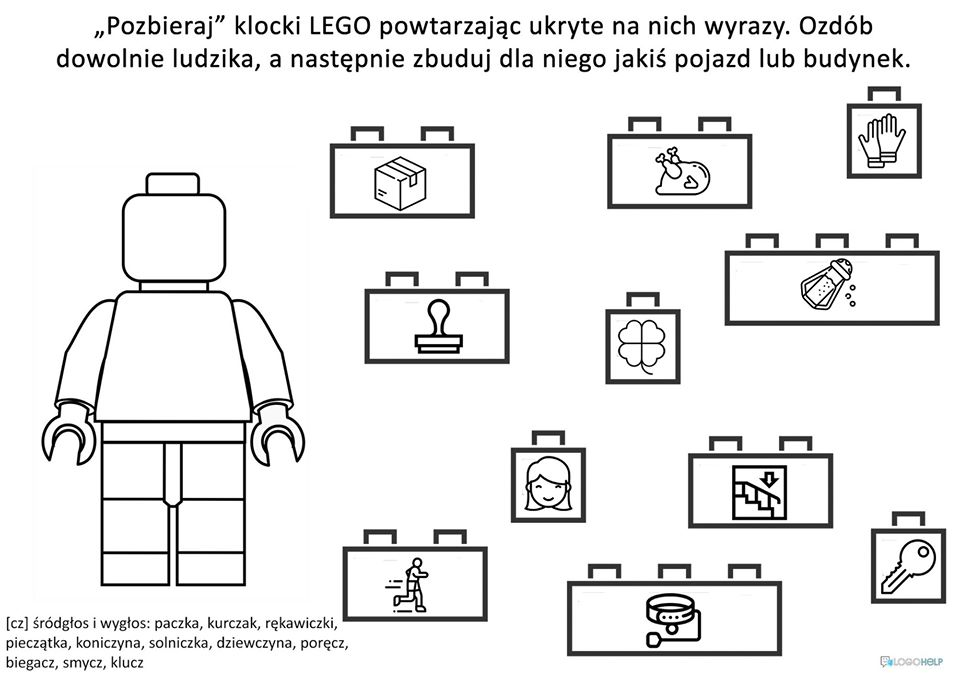 „Pozbieraj” klocki LEGO powtarzając ukryte na nich wyrazy. Ozdób
dowolnie ludzika, a następnie zbuduj dla niego jakiś pojazd lub budynek.
[cz] śródgłos i wygłos: paczka, kurczak, rękawiczki,
pieczątka, koniczyna, solniczka, dziewczyna, poręcz,
biegacz, smycz, klucz
LOGOHELP